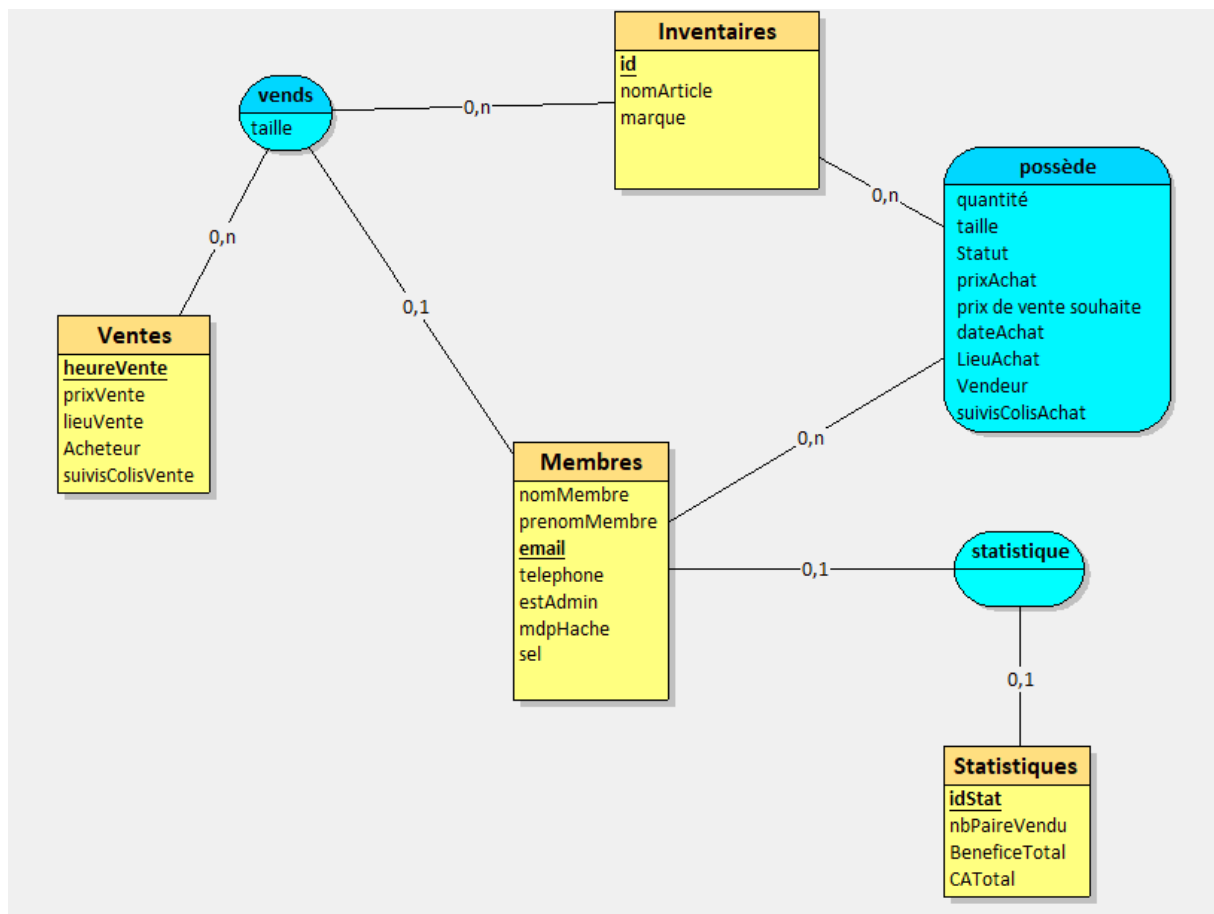 Inventaires
id
nomArticle
marque
vends
taille
0,n
0,n
possède
quantité
taille
Statut
prixAchat
prix de vente souhaite
dateAchat
LieuAchat
Vendeur
suivisColisAchat
0,n
0,1
Ventes
heureVente
prixVente
lieuVente
Acheteur
suivisColisVente
0,n
Membres
nomMembre
prenomMembre
email
telephone
estAdmin
mdpHache
sel
0,1
statistique
0,1
Statistiques
idStat
nbPaireVendu
BeneficeTotal
CATotal